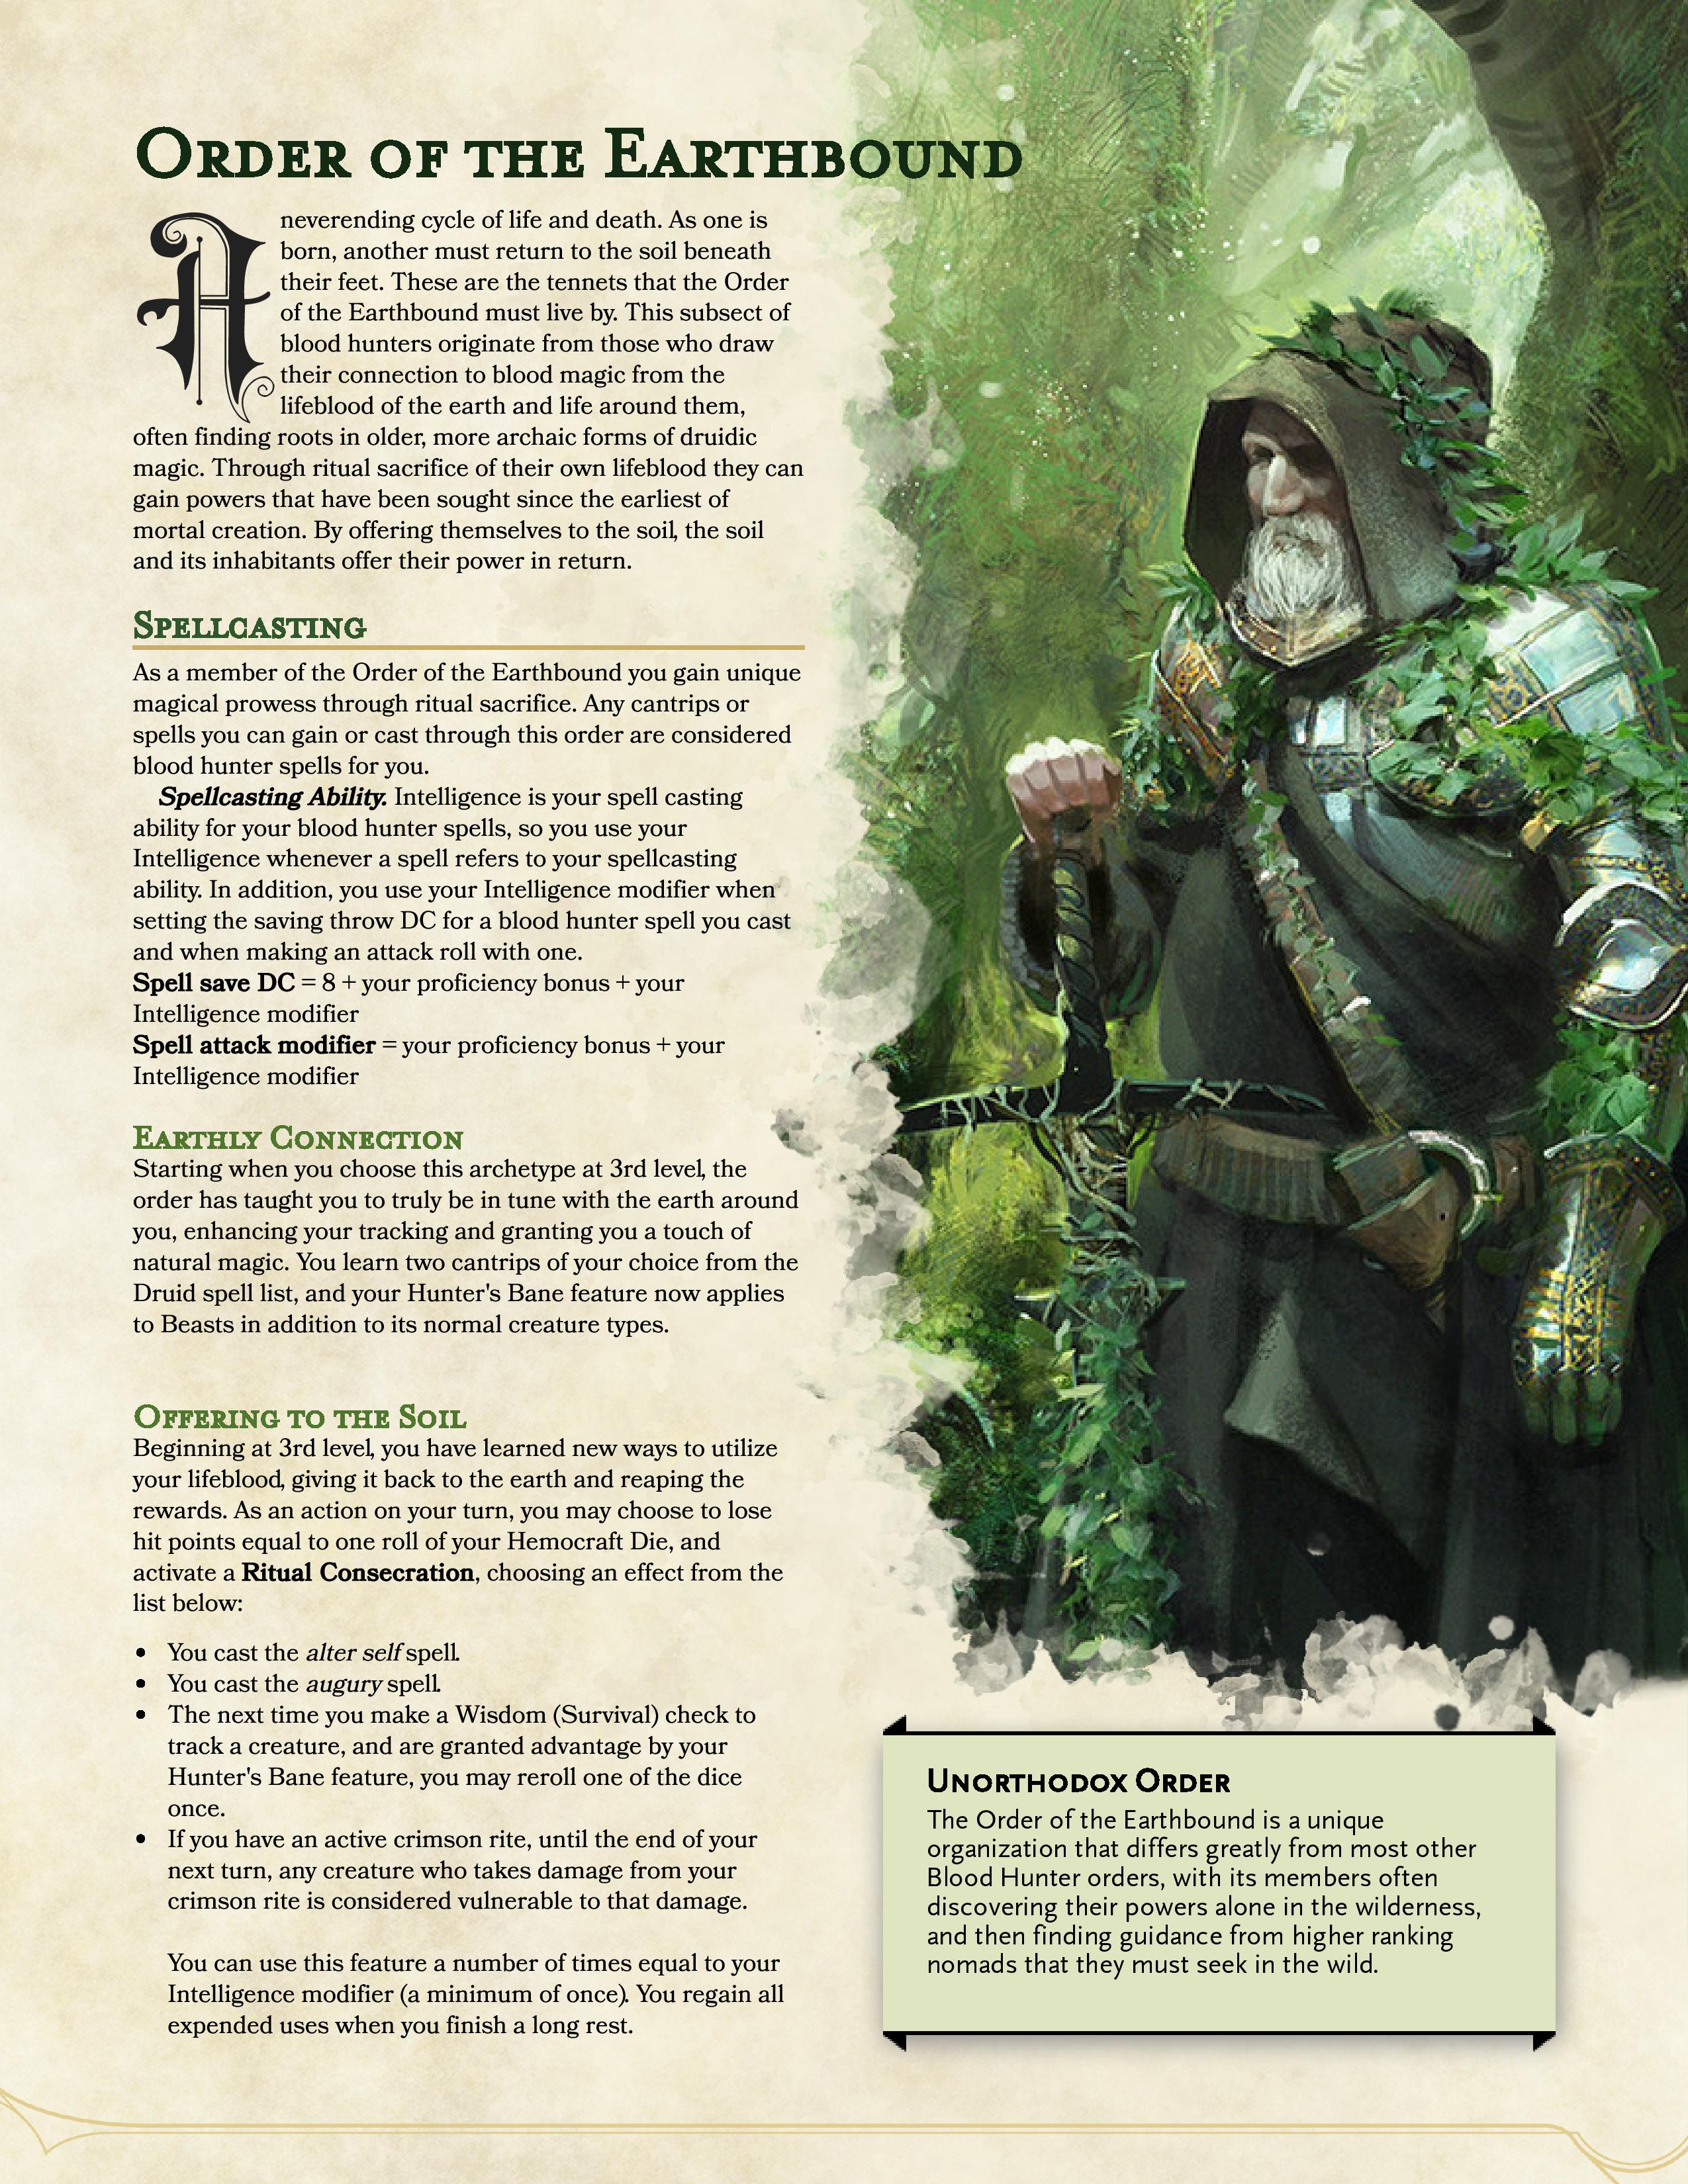 Order of the Earthbound
A neverending cycle of life and death. As one is
born, another must return to the soil beneath
their feet. These are the tennets that the Order
of the Earthbound must live by. This subsect of
blood hunters originate from those who draw
their connection to blood magic from the
lifeblood of the earth and life around them,
often finding roots in older, more archaic forms of druidic
magic. Through ritual sacrifice of their own lifeblood they can
gain powers that have been sought since the earliest of
mortal creation. By offering themselves to the soil, the soil
and its inhabitants offer their power in return.
Spellcasting
As a member of the Order of the Earthbound you gain unique
magical prowess through ritual sacrifice. Any cantrips or
spells you can gain or cast through this order are considered
blood hunter spells for you.
Spellcasting Ability. Intelligence is your spell casting
ability for your blood hunter spells, so you use your
Intelligence whenever a spell refers to your spellcasting
ability. In addition, you use your Intelligence modifier when
setting the saving throw DC for a blood hunter spell you cast
and when making an attack roll with one.
Spell save DC = 8 + your proficiency bonus + your
Intelligence modifier
Spell attack modifier = your proficiency bonus + your
Intelligence modifier
Earthly Connection
Starting when you choose this archetype at 3rd level, the
order has taught you to truly be in tune with the earth around
you, enhancing your tracking and granting you a touch of
natural magic. You learn two cantrips of your choice from the
Druid spell list, and your Hunter's Bane feature now applies
to Beasts in addition to its normal creature types.
Offering to the Soil
Beginning at 3rd level, you have learned new ways to utilize
your lifeblood, giving it back to the earth and reaping the
rewards. As an action on your turn, you may choose to lose
hit points equal to one roll of your Hemocraft Die, and
activate a Ritual Consecration, choosing an effect from the
list below:
• You cast the alter self spell.
• You cast the augury spell.
• The next time you make a Wisdom (Survival) check to
track a creature, and are granted advantage by your
Hunter's Bane feature, you may reroll one of the dice
once.
• If you have an active crimson rite, until the end of your
next turn, any creature who takes damage from your
crimson rite is considered vulnerable to that damage.
You can use this feature a number of times equal to your
Intelligence modifier (a minimum of once). You regain all
expended uses when you finish a long rest.
Unorthodox Order
The Order of the Earthbound is a unique
organization that differs greatly from most other
Blood Hunter orders, with its members often
discovering their powers alone in the wilderness,
and then finding guidance from higher ranking
nomads that they must seek in the wild.